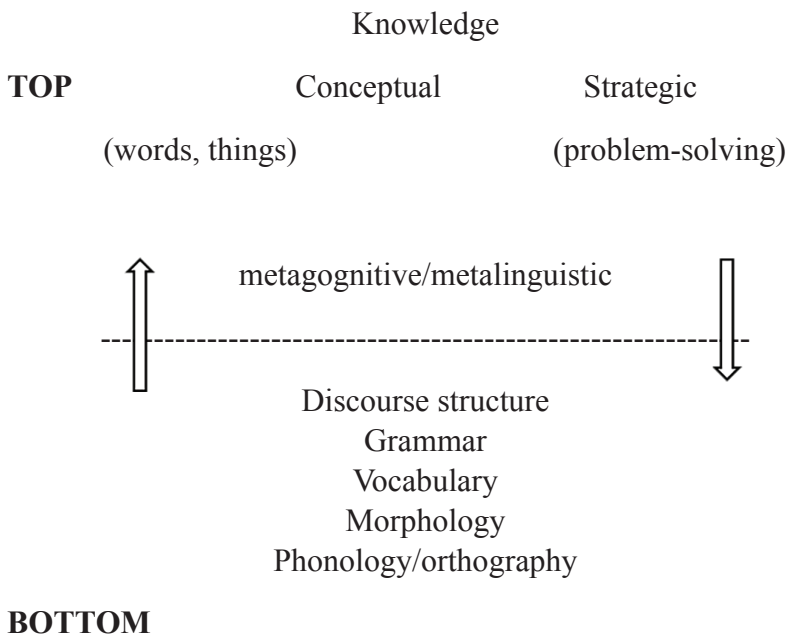 Knowledge
TOP Conceptual Strategic
(words, things) (problem-solving)
metagognitive/metalinguistic
Discourse structure
Grammar
Vocabulary
Morphology
Phonology/orthography
BOTTOM